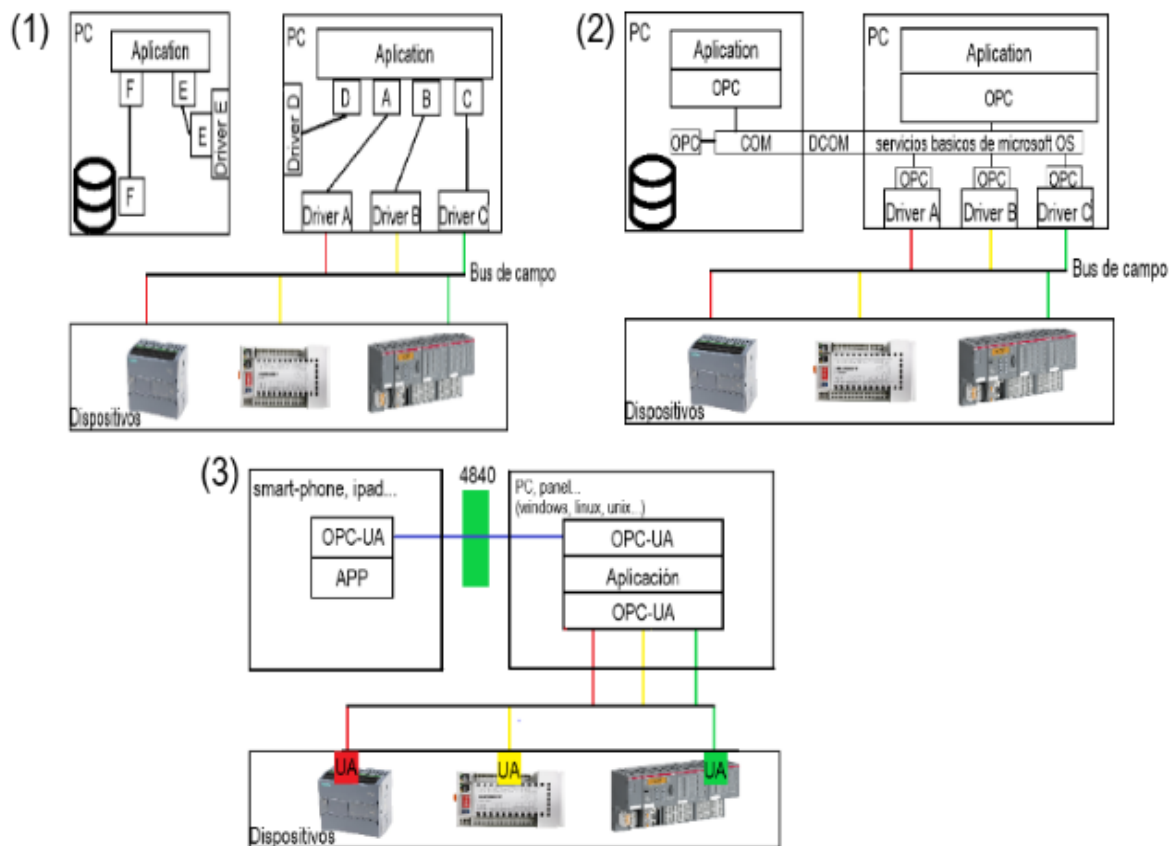 (1)
PC
Aplication
F
E
E
Driver E
F
PC
Aplication
D
A
B
C
Driver D
Driver A
Driver B
Driver C
Bus de campo
Dispositivos
(2)
PC
Aplication
OPC
OPC
COM
DCOM
servicios basicos de microsoft OS
PC
Aplication
OPC
OPC
OPC
OPC
Driver A
Driver B
Driver C
Bus de campo
Dispositivos
(3)
smart-phone, ipad...
OPC-UA
APP
4840
PC, panel...
(windows, linux, unix...)
OPC-UA
Aplicación
OPC-UA
UA
UA
UA
Dispositivos